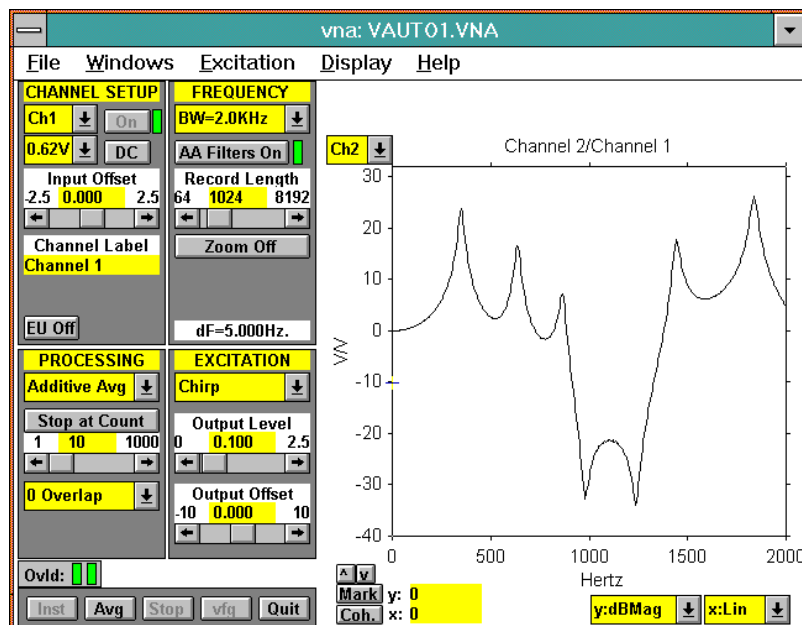 vna: VAUTO1.VNA
File Windows Excitation Display Help
CHANNEL SETUP
Ch1 On
0.62V DC
Input Offset
-2.5 0.000 2.5
Channel Label
Channel 1
EU Off
FREQUENCY
BW=2.0KHz
AA Filters On
Record Length
64 1024 8192
Zoom Off
dF=5.000Hz.
PROCESSING
Additive Avg
Stop at Count
1 10 1000
0 Overlap
EXCITATION
Chirp
Output Level
0 0.100 2.5
Output Offset
-10 0.000 10
Ovld:
Inst Avg Stop vfq Quit
Ch2
Channel 2/Channel 1
30
20
10
0
-10
-20
-30
-40
V/V
0 500 1000 1500 2000
Hertz
^ v
Mark y: 0
Coh. x: 0
y:dBMag x:Lin